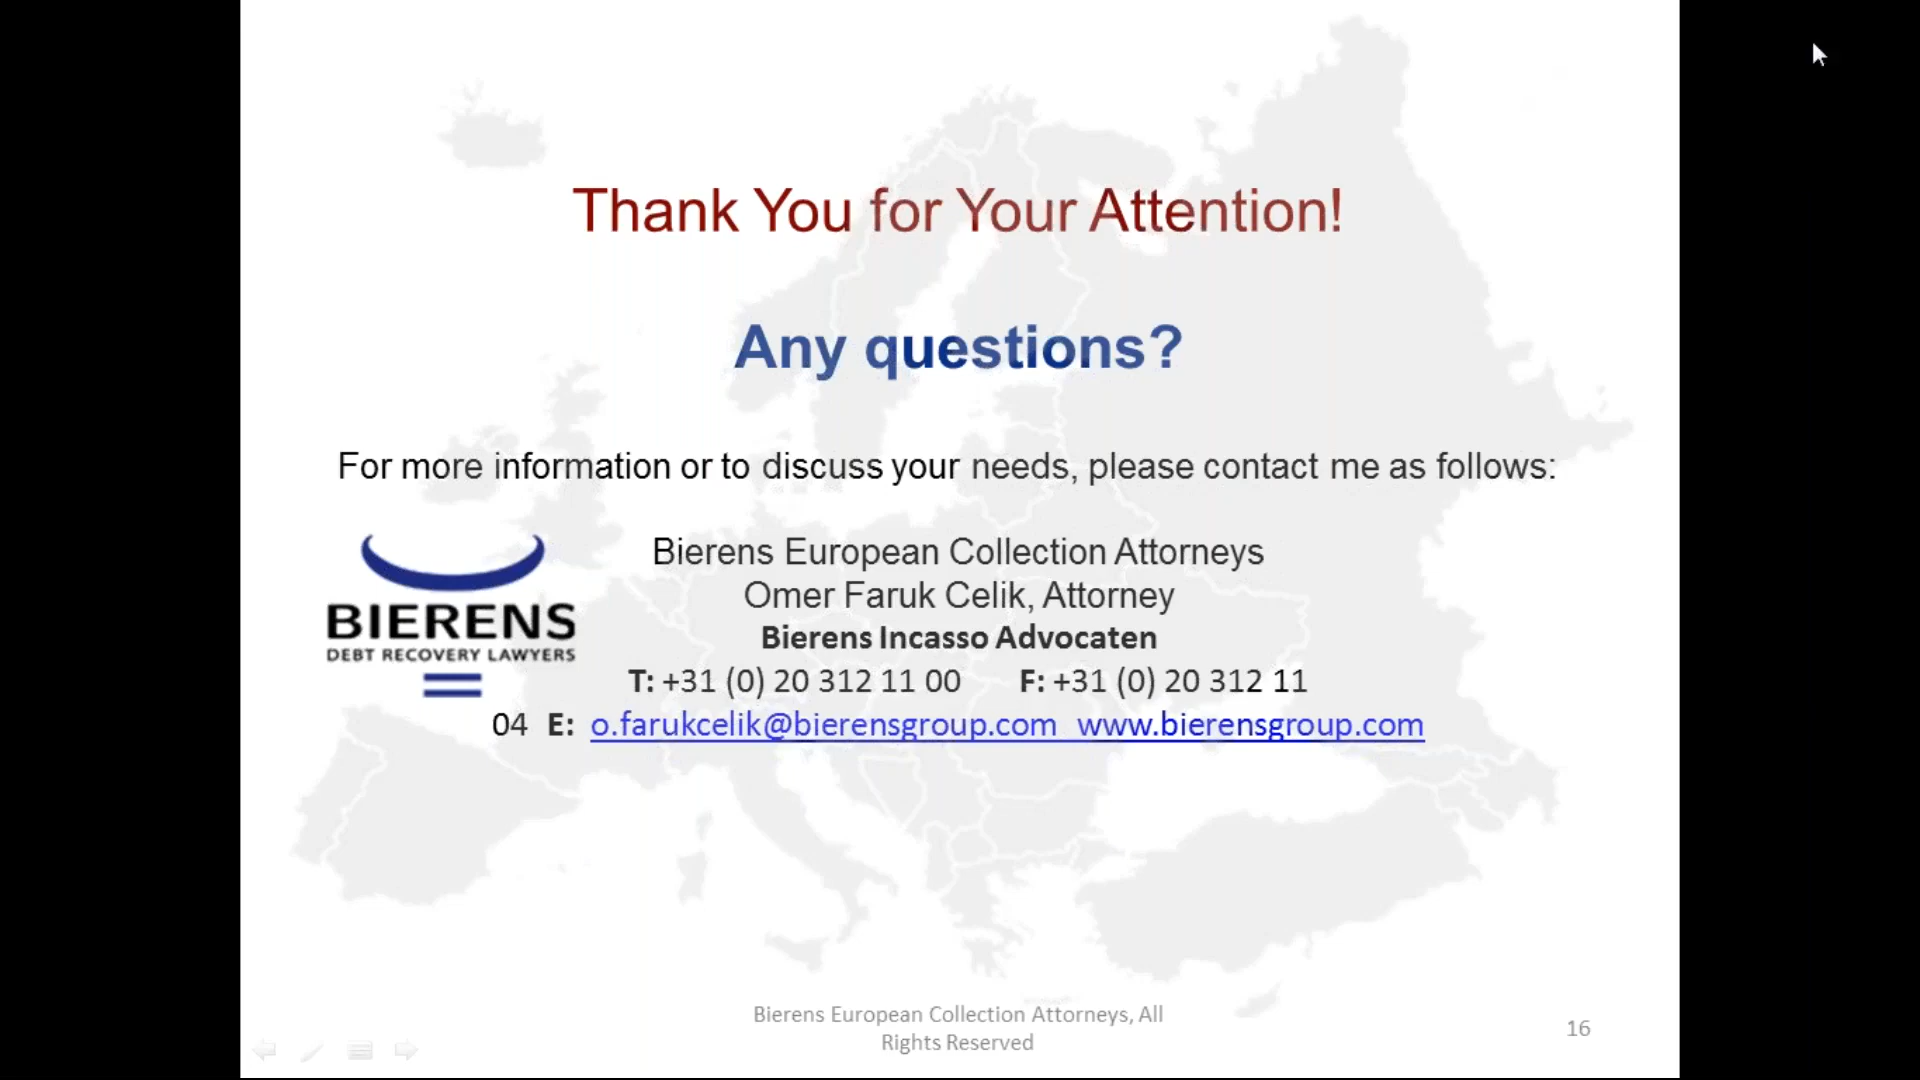 Thank You for Your Attention!
Any questions?
For more information or to discuss your needs, please contact me as follows:
BIERENS
DEBT RECOVERY LAWYERS
Bierens European Collection Attorneys
Omer Faruk Celik, Attorney
Bierens Incasso Advocaten
T: +31 (0) 20 312 11 00 F: +31 (0) 20 312 11
04 E: o.farukcelik@bierensgroup.com www.bierensgroup.com
Bierens European Collection Attorneys, All
Rights Reserved
16